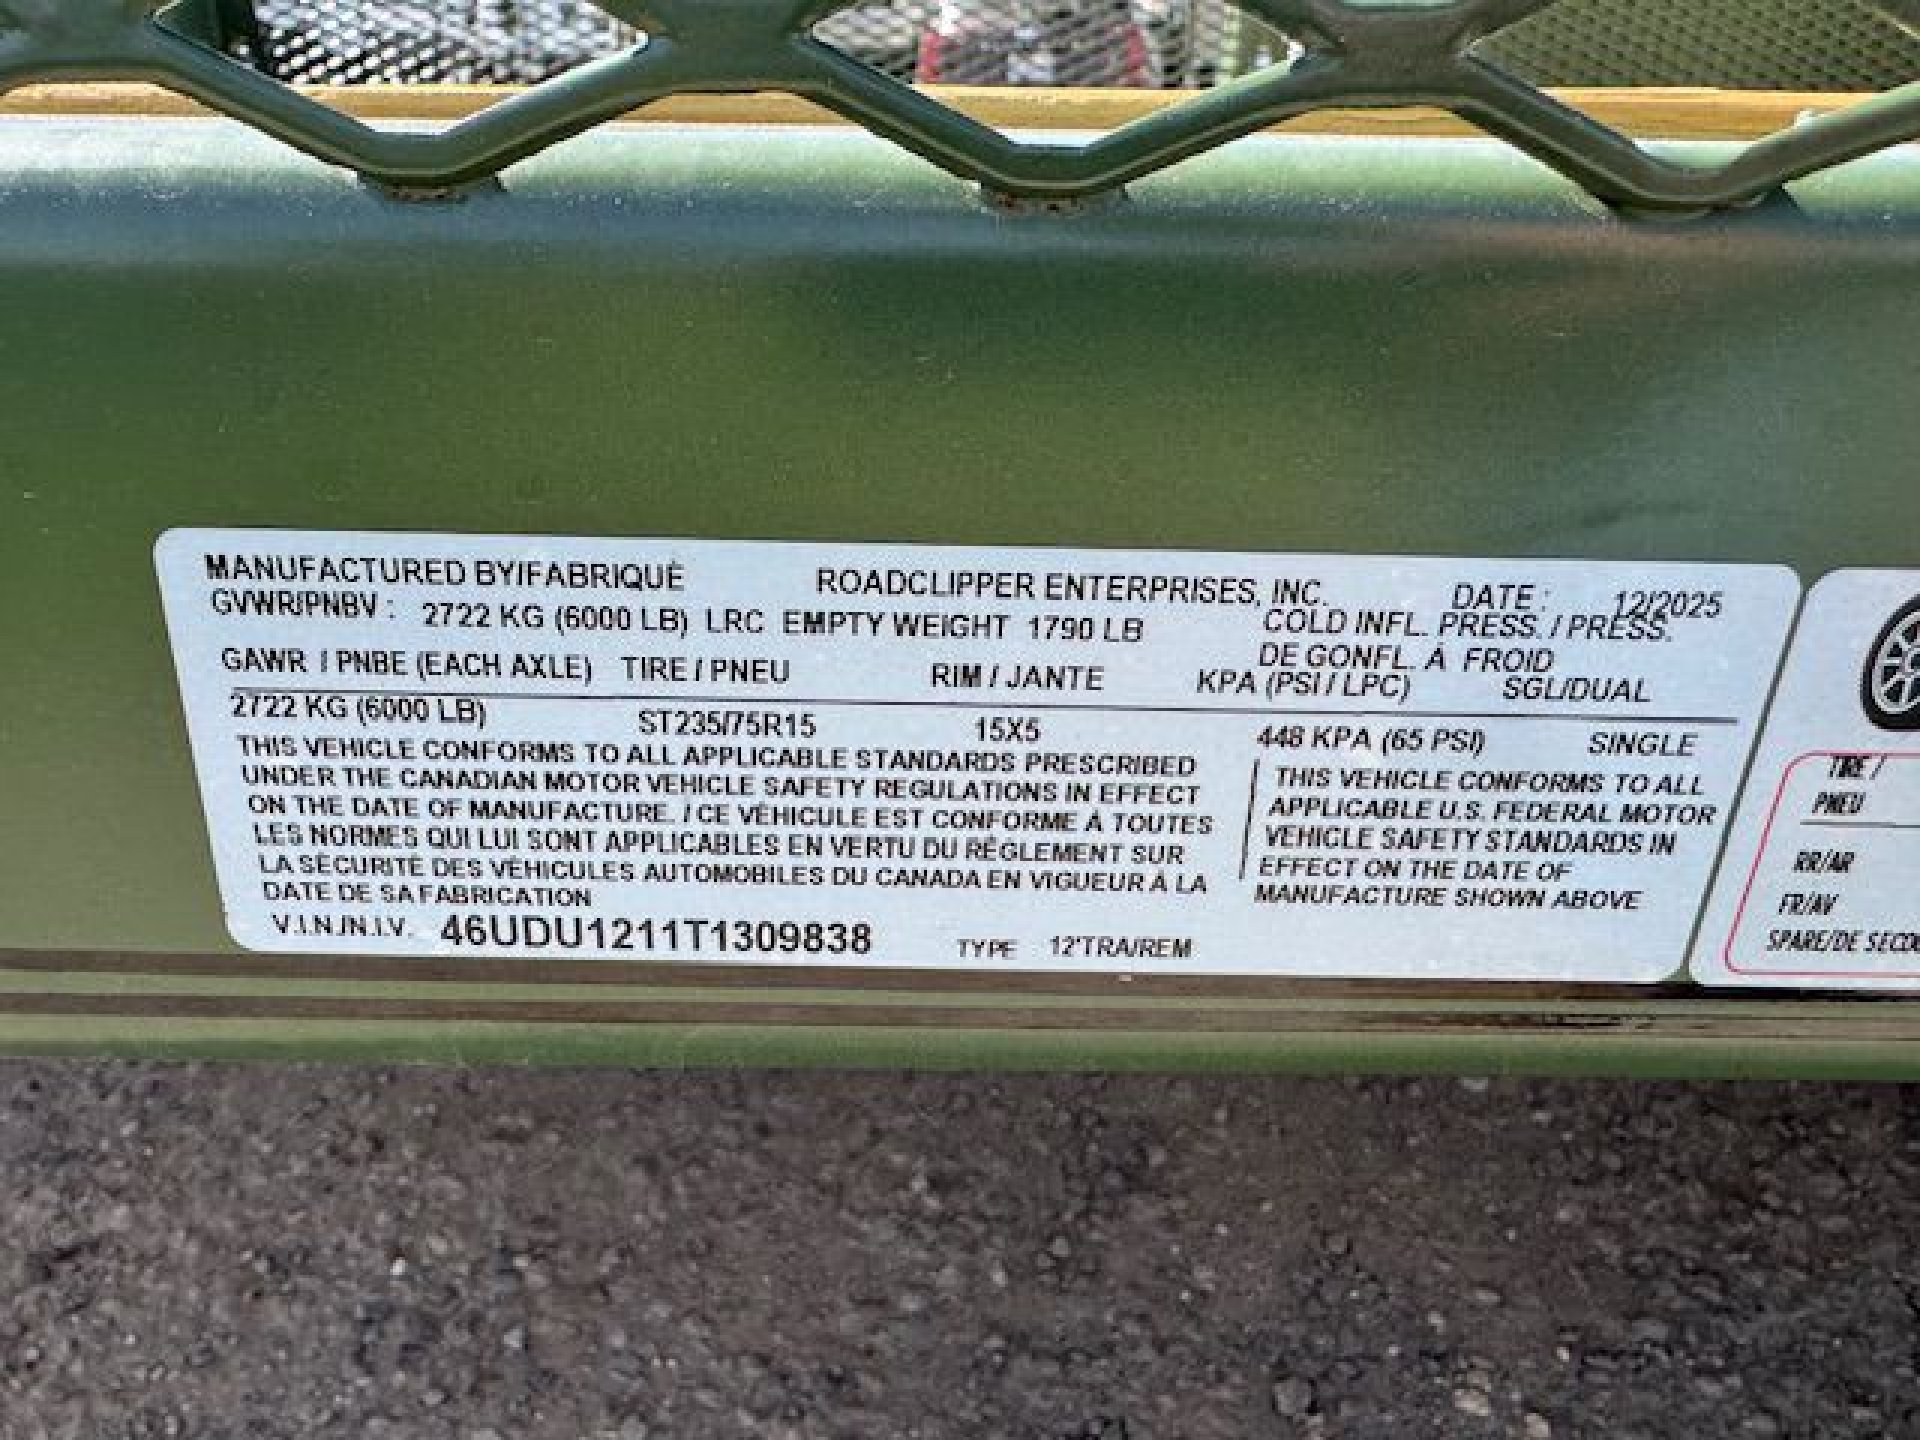 MANUFACTURED BY/FABRIQUÉ ROADCLIPPER ENTERPRISES, INC. DATE : 12/2025
GVWR/PNBV : 2722 KG (6000 LB) LRC EMPTY WEIGHT 1790 LB COLD INFL. PRESS. / PRESS.
DE GONFL. À FROID
GAWR / PNBE (EACH AXLE) TIRE / PNEU RIM / JANTE KPA (PSI / LPC) SGL/DUAL
2722 KG (6000 LB) ST235/75R15 15X5 448 KPA (65 PSI) SINGLE
THIS VEHICLE CONFORMS TO ALL APPLICABLE STANDARDS PRESCRIBED
UNDER THE CANADIAN MOTOR VEHICLE SAFETY REGULATIONS IN EFFECT
ON THE DATE OF MANUFACTURE. / CE VÉHICULE EST CONFORME À TOUTES
LES NORMES QUI LUI SONT APPLICABLES EN VERTU DU RÈGLEMENT SUR
LA SÉCURITÉ DES VÉHICULES AUTOMOBILES DU CANADA EN VIGUEUR À LA
DATE DE SA FABRICATION
THIS VEHICLE CONFORMS TO ALL
APPLICABLE U.S. FEDERAL MOTOR
VEHICLE SAFETY STANDARDS IN
EFFECT ON THE DATE OF
MANUFACTURE SHOWN ABOVE
V.I.N./N.I.V. 46UDU1211T1309838 TYPE 12'TRA/REM
TIRE /
PNEU
RR/AR
FR/AV
SPARE/DE